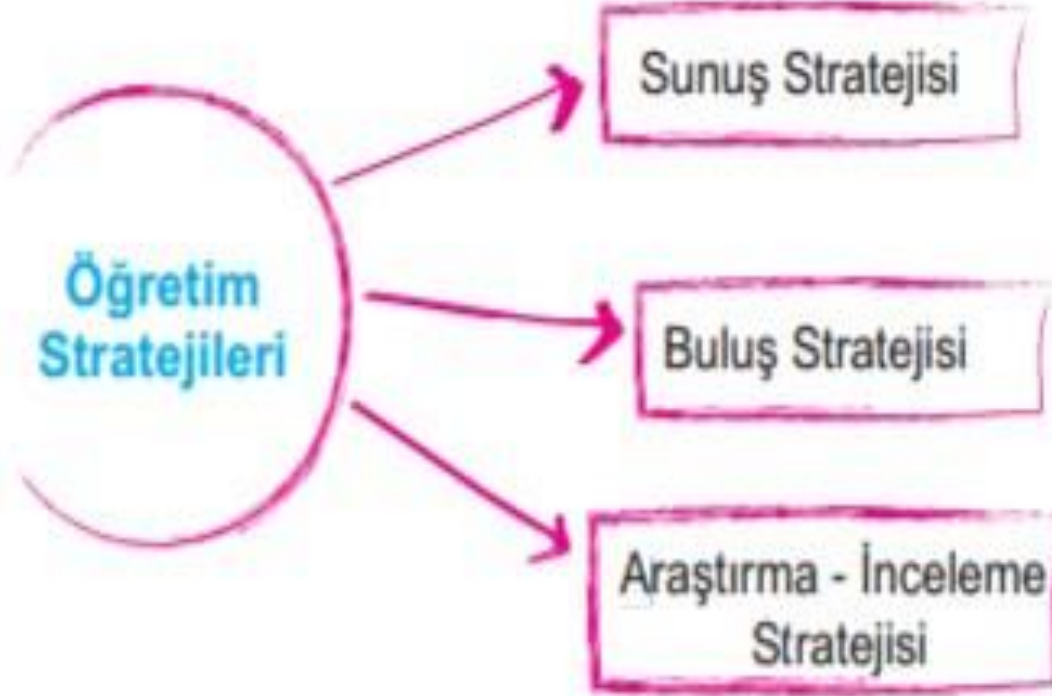 Öğretim
Stratejileri
Sunuş Stratejisi
Buluş Stratejisi
Araştırma - İnceleme
Stratejisi